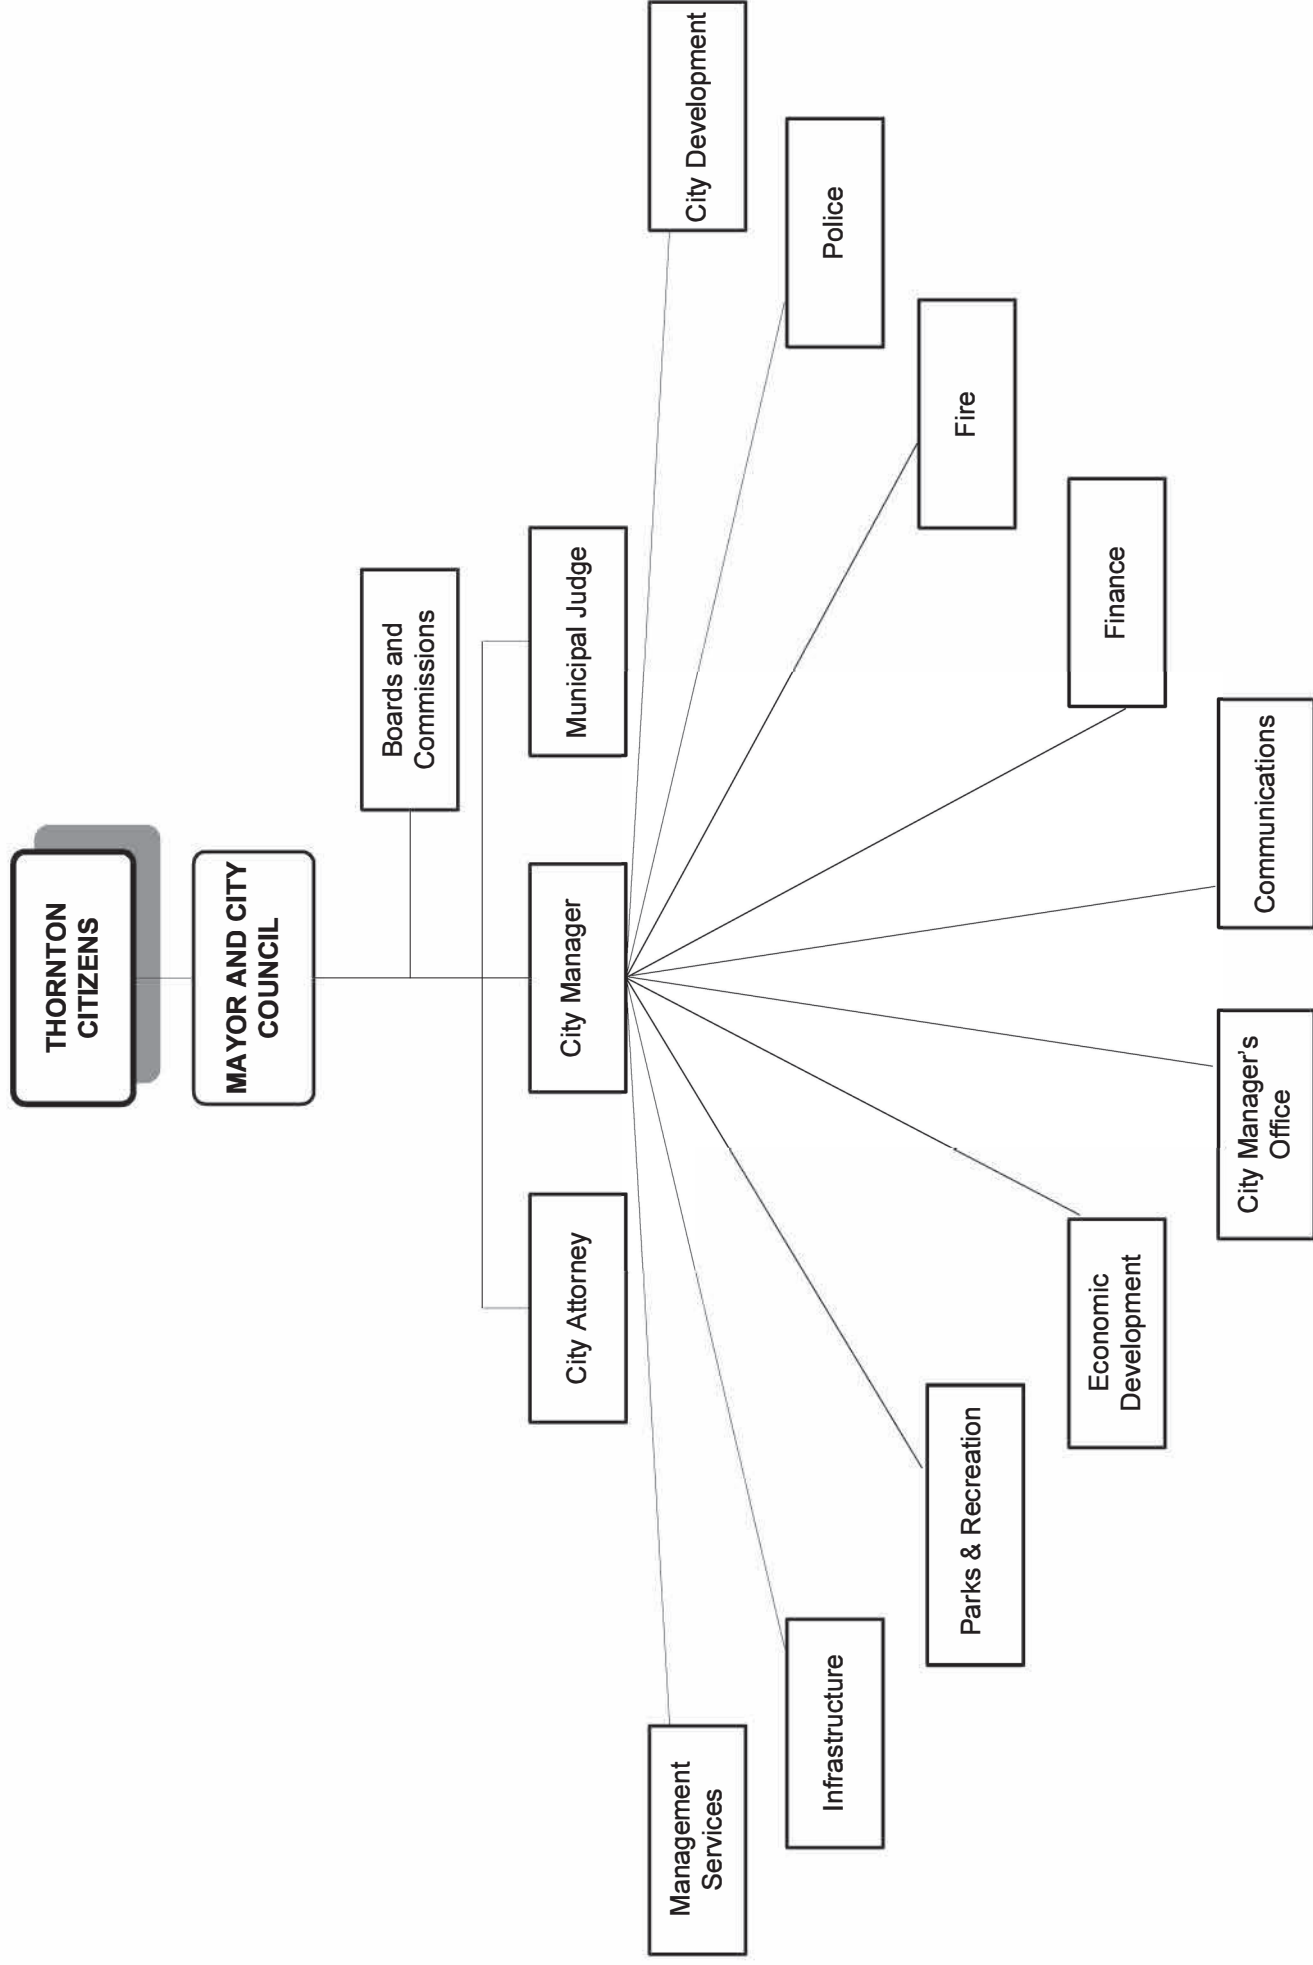 THORNTON
CITIZENS
MAYOR AND CITY
COUNCIL
Boards and
Commissions
City Attorney
City Manager
Municipal Judge
Management
Services
City Development
Infrastructure
Police
Parks & Recreation
Fire
Economic
Development
Finance
City Manager's
Office
Communications